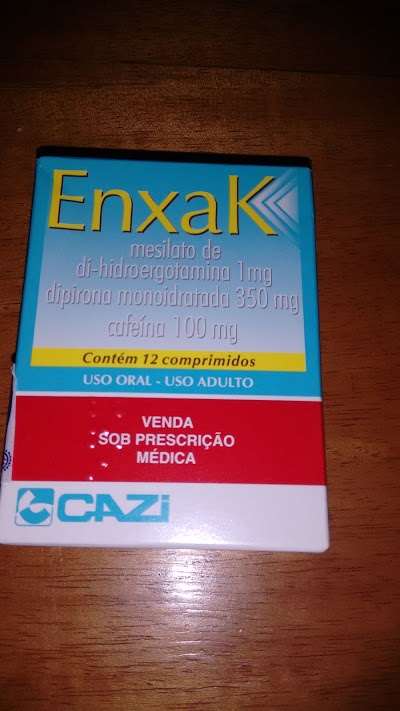 EnxaK
mesilato de
di-hidroergotamina 1mg
dipirona monoidratada 350 mg
cafeína 100 mg
Contém 12 comprimidos
USO ORAL - USO ADULTO
VENDA
SOB PRESCRIÇÃO
MÉDICA
CAZi